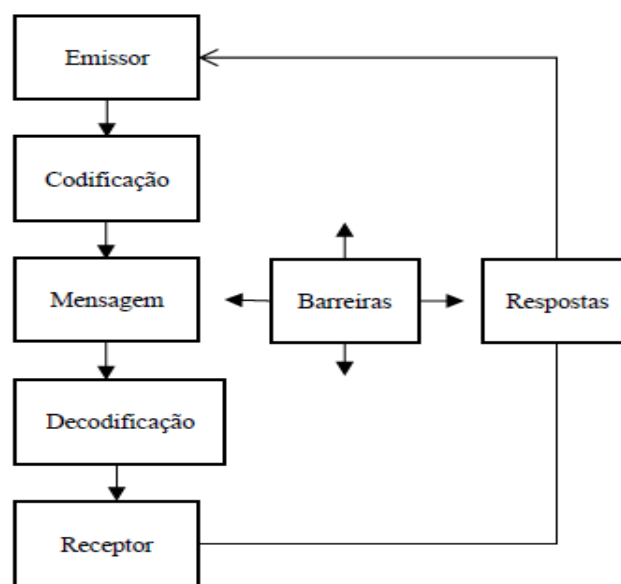 Emissor
Codificação
Mensagem
Barreiras
Respostas
Decodificação
Receptor